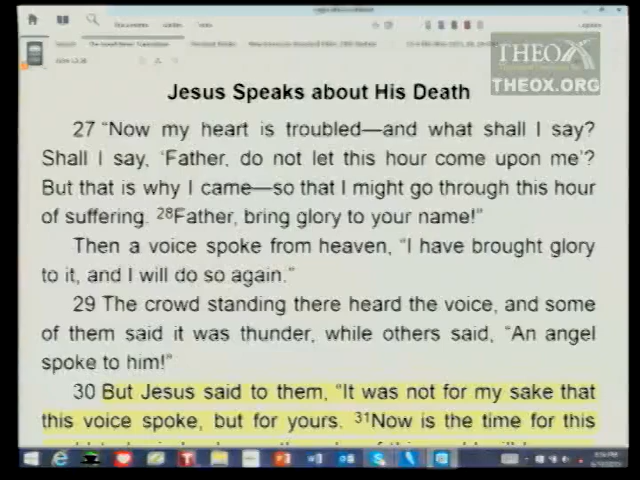 THEOX
THEOX.ORG
Jesus Speaks about His Death
27 “Now my heart is troubled—and what shall I say?
Shall I say, ‘Father, do not let this hour come upon me’?
But that is why I came—so that I might go through this hour
of suffering. 28Father, bring glory to your name!”
Then a voice spoke from heaven, “I have brought glory
to it, and I will do so again.”
29 The crowd standing there heard the voice, and some
of them said it was thunder, while others said, “An angel
spoke to him!”
30 But Jesus said to them, “It was not for my sake that
this voice spoke, but for yours. 31Now is the time for this